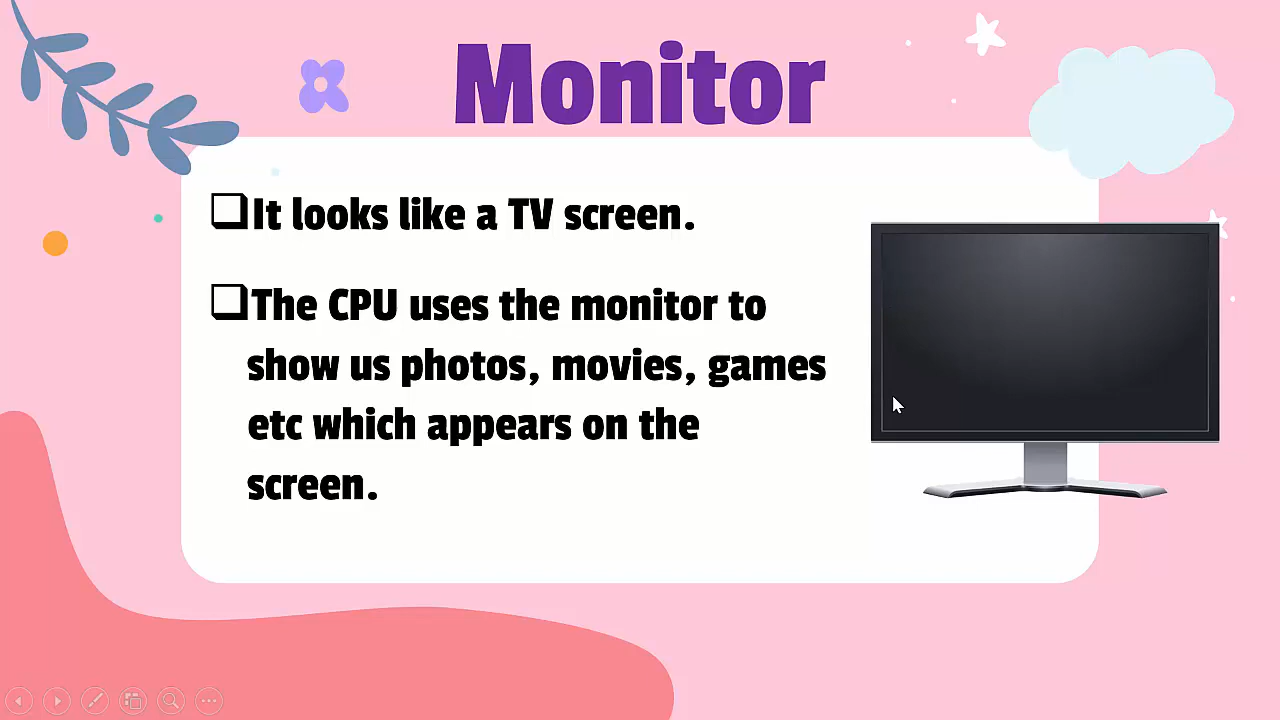 Monitor
It looks like a TV screen.
The CPU uses the monitor to
show us photos, movies, games
etc which appears on the
screen.